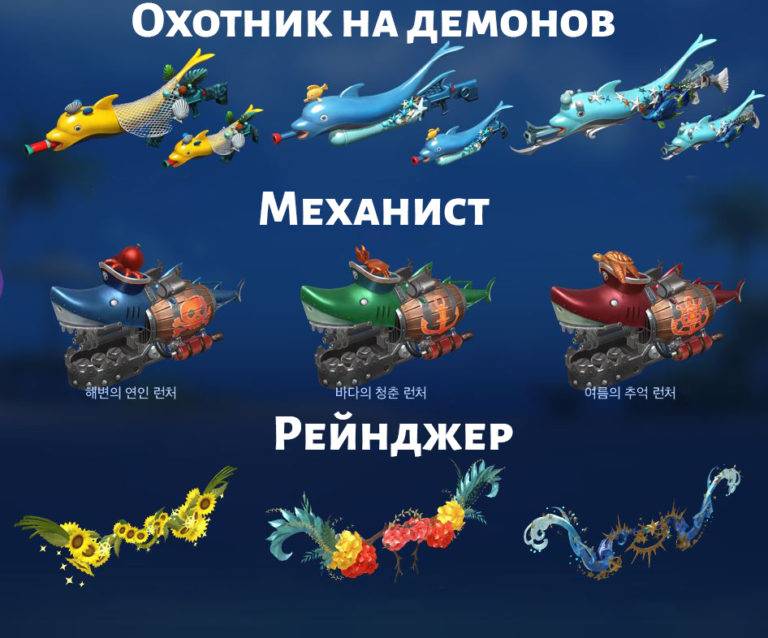 Охотник на демонов
Механист
해변의 연인 런처
바다의 청춘 런처
여름의 추억 런처
Рейнджер